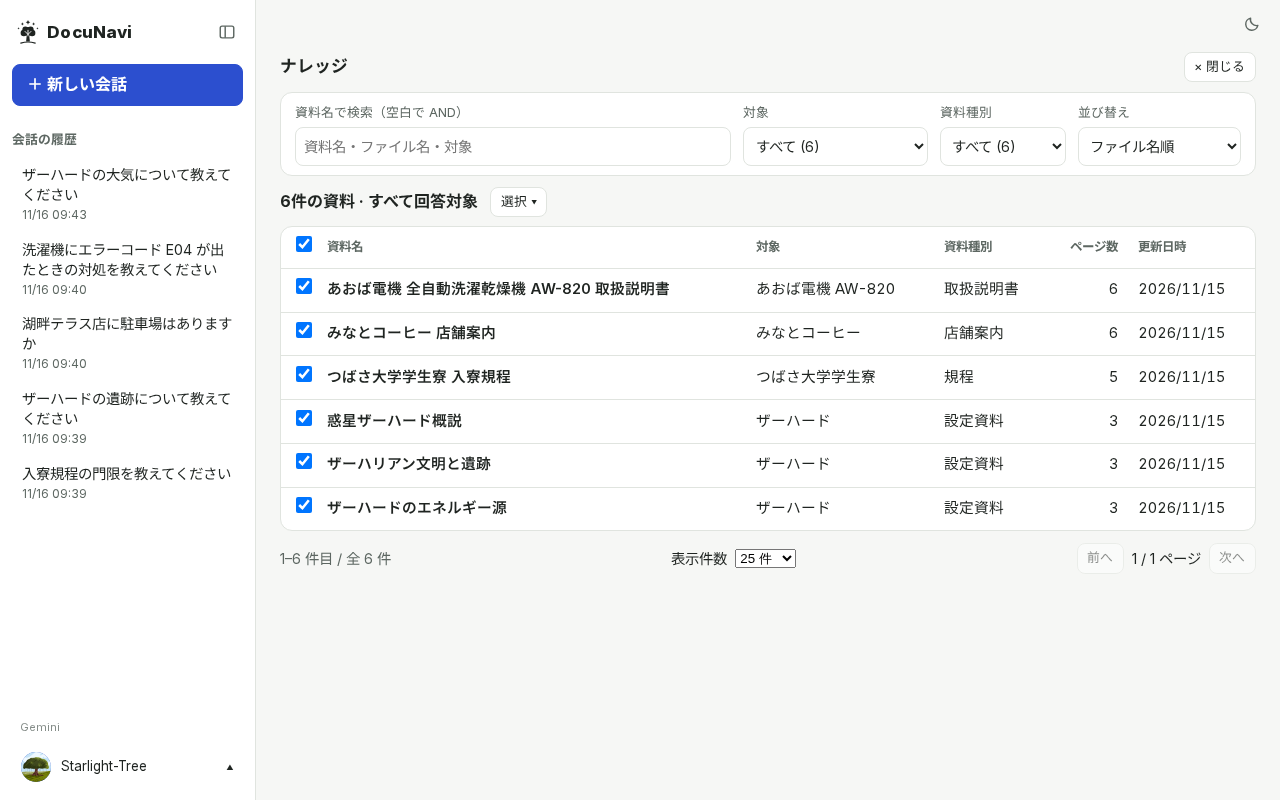 DocuNavi
+ 新しい会話
会話の履歴
ザーハードの大気について教えて
ください
11/16 09:43
洗濯機にエラーコード E04 が出
たときの対処を教えてください
11/16 09:40
湖畔テラス店に駐車場はあります
か
11/16 09:40
ザーハードの遺跡について教えて
ください
11/16 09:39
入寮規程の門限を教えてください
11/16 09:39
Gemini
Starlight-Tree ▲
ナレッジ
× 閉じる
資料名で検索（空白で AND） 対象 資料種別 並び替え
資料名・ファイル名・対象 すべて (6) すべて (6) ファイル名順
6件の資料 · すべて回答対象 選択 ▾
資料名 対象 資料種別 ページ数 更新日時
あおば電機 全自動洗濯乾燥機 AW-820 取扱説明書 あおば電機 AW-820 取扱説明書 6 2026/11/15
みなとコーヒー 店舗案内 みなとコーヒー 店舗案内 6 2026/11/15
つばさ大学学生寮 入寮規程 つばさ大学学生寮 規程 5 2026/11/15
惑星ザーハード概説 ザーハード 設定資料 3 2026/11/15
ザーハリアン文明と遺跡 ザーハード 設定資料 3 2026/11/15
ザーハードのエネルギー源 ザーハード 設定資料 3 2026/11/15
1–6 件目 / 全 6 件 表示件数 25 件 前へ 1 / 1 ページ 次へ